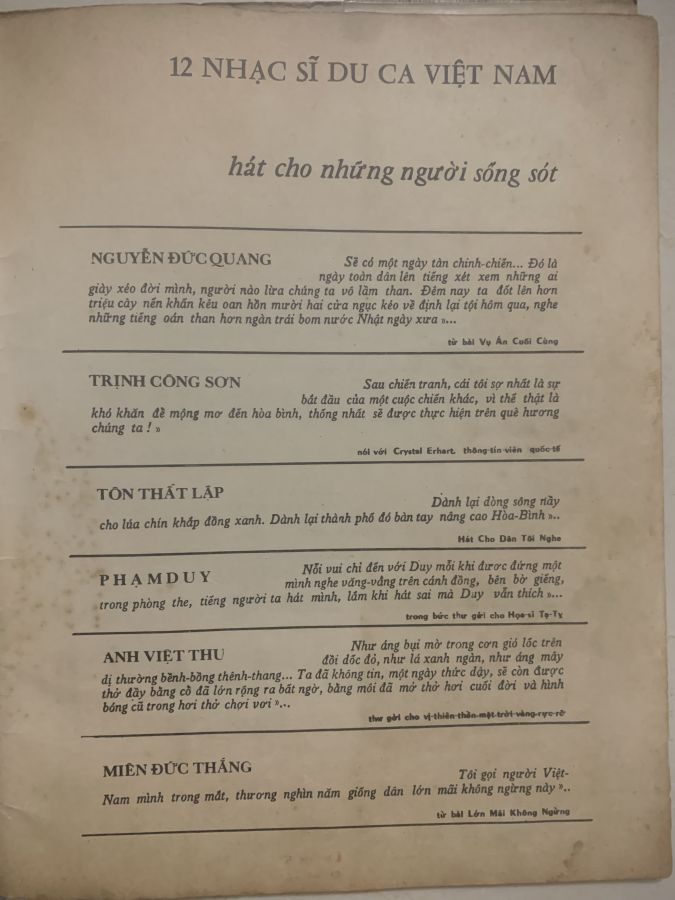 12 NHẠC SĨ DU CA VIỆT NAM
hát cho những người sống sót
NGUYỄN ĐỨC QUANG
Sẽ có một ngày tàn chinh-chiến... Đó là
ngày toàn dân lên tiếng xét xem những ai
giày xéo đời mình, người nào lừa chúng ta vô lầm than. Đêm nay ta đốt lên hơn
triệu cây nến khấn kêu oan hồn mười hai cửa ngục kéo về định lại tội hôm qua, nghe
những tiếng oán than hơn ngàn trái bom nước Nhật ngày xưa »...
từ bài Vụ Án Cuối Cùng
TRỊNH CÔNG SƠN
Sau chiến tranh, cái tôi sợ nhất là sự
bắt đầu của một cuộc chiến khác, vì thế thật là
khó khăn để mộng mơ đến hòa bình, thống nhất sẽ được thực hiện trên quê hương
chúng ta ! »
nói với Crystal Erhart, thông-tín-viên quốc-tế
TÔN THẤT LẬP
Dành lại dòng sông nầy
cho lúa chín khắp đồng xanh. Dành lại thành phố đó bàn tay nâng cao Hòa-Bình »..
Hát Cho Dân Tôi Nghe
PHẠM DUY
Nỗi vui chỉ đến với Duy mỗi khi được đứng một
mình nghe văng-vẳng trên cánh đồng, bên bờ giếng,
trong phòng the, tiếng người ta hát mình, lắm khi hát sai mà Duy vẫn thích »...
trong bức thư gửi cho Họa-sĩ Tạ-Tỵ
ANH VIỆT THU
Như áng bụi mờ trong cơn gió lốc trên
đồi dốc đỏ, như lá xanh ngàn, như áng mây
dị thường bềnh-bồng thênh-thang... Ta đã không tin, một ngày thức dậy, sẽ còn được
thở đầy bằng cỗ đã lớn rộng ra bất ngờ, bằng môi đã mở thở hơi cuối đời và hình
bóng cũ trong hơi thở chợi vơi »...
thư gởi cho vị-thiên-thần-mặt-trời-vàng-rực-rỡ
MIÊN ĐỨC THẮNG
Tôi gọi người Việt-
Nam mình trong mắt, thương nghìn năm giống dân lớn mãi không ngừng này »..
từ bài Lớn Mãi Không Ngừng